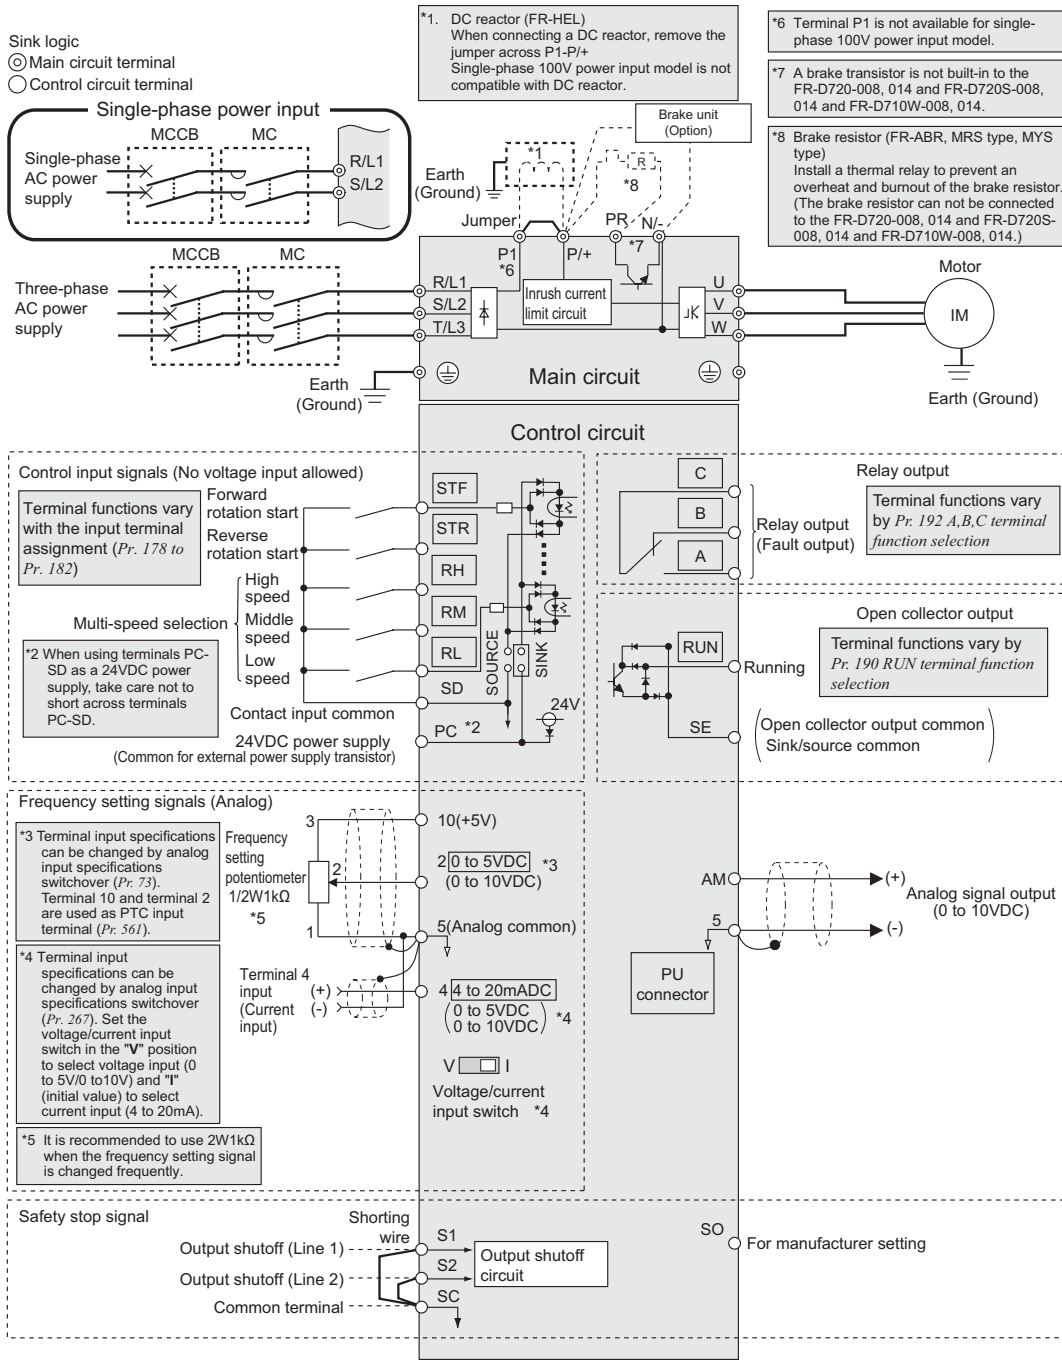 Sink logic
Main circuit terminal
Control circuit terminal
Single-phase power input
MCCB
MC
Single-phase
AC power
supply
R/L1
S/L2
*1. DC reactor (FR-HEL)
When connecting a DC reactor, remove the
jumper across P1-P/+
Single-phase 100V power input model is not
compatible with DC reactor.
*6 Terminal P1 is not available for single-
phase 100V power input model.
*7 A brake transistor is not built-in to the
FR-D720-008, 014 and FR-D720S-008,
014 and FR-D710W-008, 014.
*8 Brake resistor (FR-ABR, MRS type, MYS
type)
Install a thermal relay to prevent an
overheat and burnout of the brake resistor.
(The brake resistor can not be connected
to the FR-D720-008, 014 and FR-D720S-
008, 014 and FR-D710W-008, 014.)
Brake unit
(Option)
*1
R
*8
Earth
(Ground)
Jumper
P1
*6
P/+
PR
*7
N/-
MCCB
MC
Three-phase
AC power
supply
R/L1
S/L2
T/L3
Inrush current
limit circuit
U
V
W
Motor
IM
Earth
(Ground)
Main circuit
Earth (Ground)
Control circuit
Control input signals (No voltage input allowed)
Terminal functions vary
with the input terminal
assignment (Pr. 178 to
Pr. 182)
Forward
rotation start
Reverse
rotation start
Multi-speed selection
High
speed
Middle
speed
Low
speed
*2 When using terminals PC-
SD as a 24VDC power
supply, take care not to
short across terminals
PC-SD.
Contact input common
24VDC power supply
(Common for external power supply transistor)
STF
STR
RH
RM
RL
SD
PC *2
SOURCE
SINK
24V
C
B
A
Relay output
Relay output
(Fault output)
Terminal functions vary
by Pr. 192 A,B,C terminal
function selection
Open collector output
RUN
Running
Terminal functions vary by
Pr. 190 RUN terminal function
selection
SE
Open collector output common
Sink/source common
Frequency setting signals (Analog)
*3 Terminal input specifications
can be changed by analog
input specifications
switchover (Pr. 73).
Terminal 10 and terminal 2
are used as PTC input
terminal (Pr. 561).
*4 Terminal input
specifications can be
changed by analog input
specifications switchover
(Pr. 267). Set the
voltage/current input
switch in the "V" position
to select voltage input (0
to 5V/0 to10V) and "I"
(initial value) to select
current input (4 to 20mA).
*5 It is recommended to use 2W1kΩ
when the frequency setting signal
is changed frequently.
Frequency
setting
potentiometer
1/2W1kΩ
*5
3
2
1
10(+5V)
2 0 to 5VDC *3
(0 to 10VDC)
5(Analog common)
Terminal 4
input
(Current
input)
(+)
(-)
4 4 to 20mADC
(0 to 5VDC
0 to 10VDC) *4
V I
Voltage/current
input switch *4
AM
5
(+)
(-)
Analog signal output
(0 to 10VDC)
PU
connector
Safety stop signal
Shorting
wire
Output shutoff (Line 1)
Output shutoff (Line 2)
Common terminal
S1
S2
SC
Output shutoff
circuit
SO
For manufacturer setting